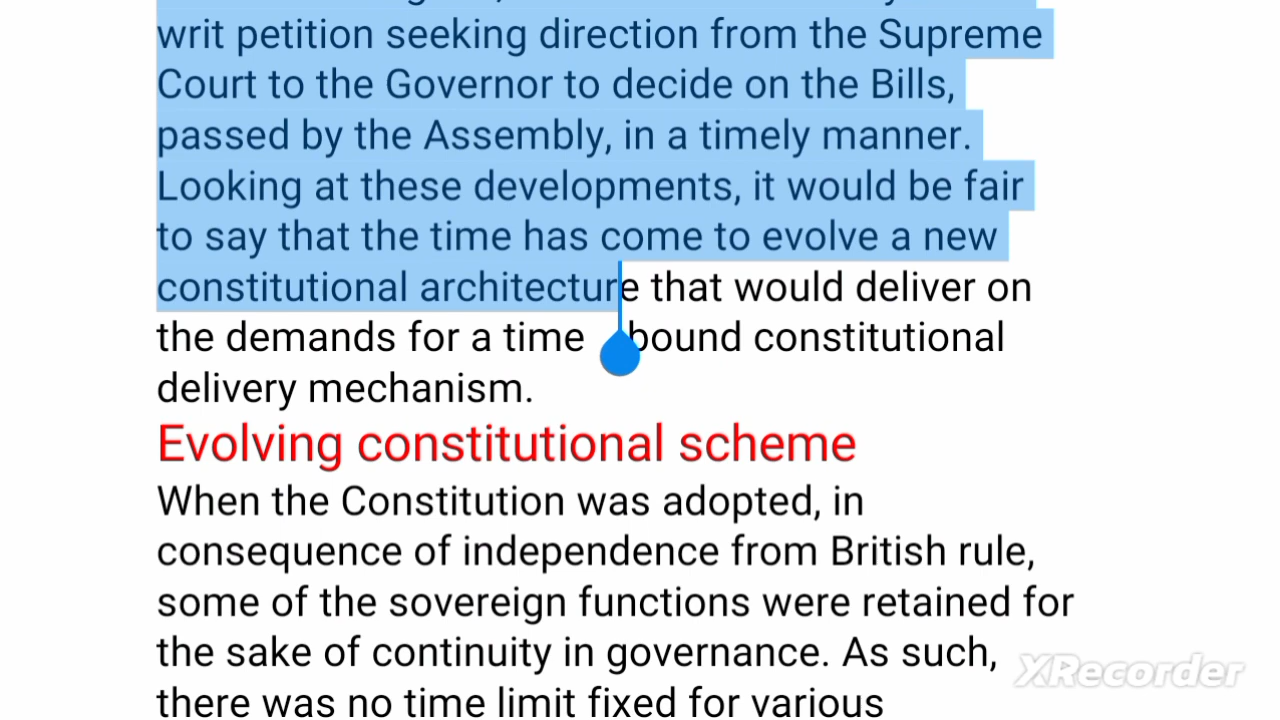 writ petition seeking direction from the Supreme
Court to the Governor to decide on the Bills,
passed by the Assembly, in a timely manner.
Looking at these developments, it would be fair
to say that the time has come to evolve a new
constitutional architecture that would deliver on
the demands for a time bound constitutional
delivery mechanism.
Evolving constitutional scheme
When the Constitution was adopted, in
consequence of independence from British rule,
some of the sovereign functions were retained for
the sake of continuity in governance. As such,
there was no time limit fixed for various
XRecorder